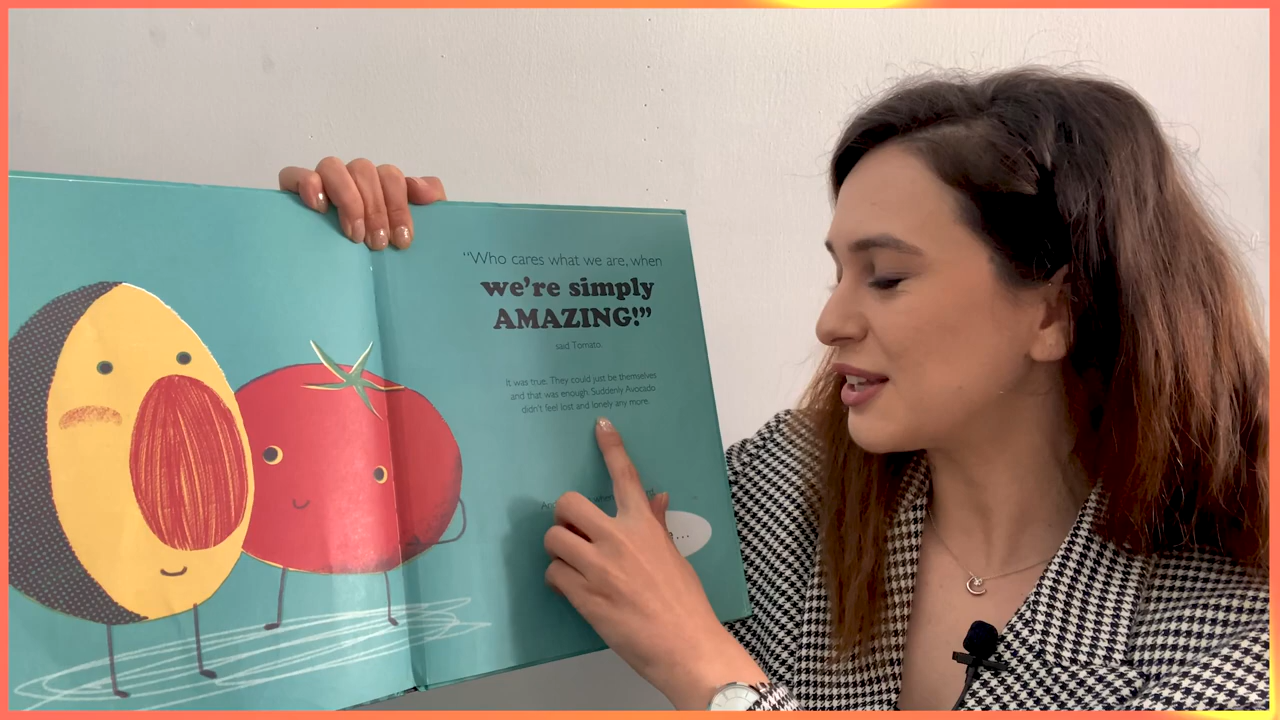 “Who cares what we are, when
we’re simply
AMAZING!”
said Tomato.
It was true. They could just be themselves
and that was enough. Suddenly Avocado
didn’t feel lost and lonely any more.